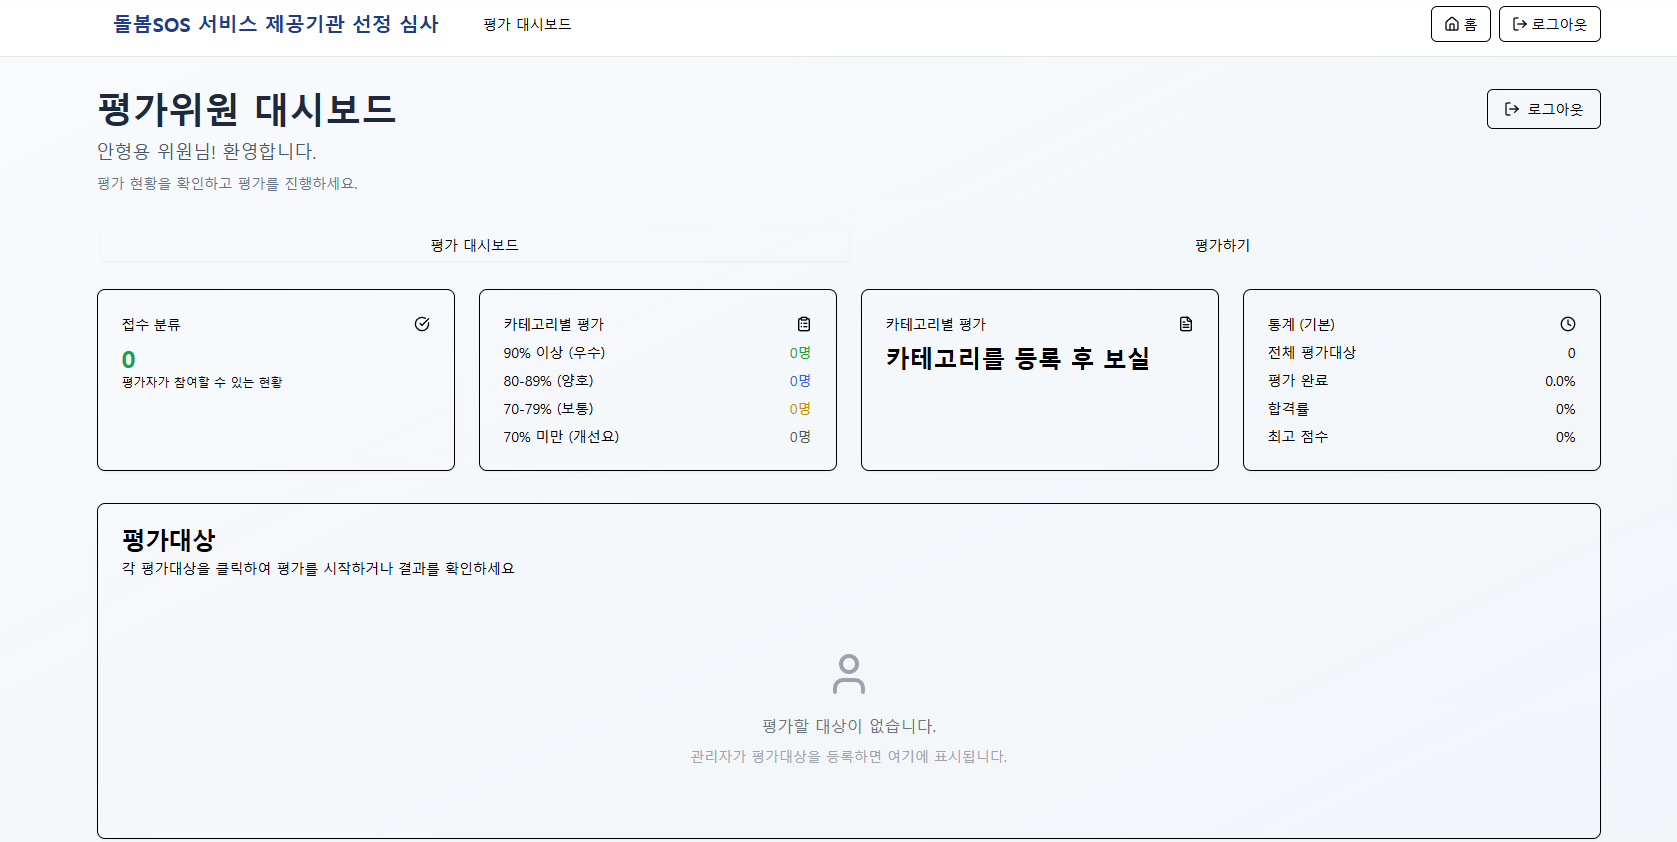 돌봄SOS 서비스 제공기관 선정 심사
평가 대시보드
홈
로그아웃
평가위원 대시보드
로그아웃
안형용 위원님! 환영합니다.
평가 현황을 확인하고 평가를 진행하세요.
평가 대시보드
평가하기
접수 분류
0
평가자가 참여할 수 있는 현황
카테고리별 평가
90% 이상 (우수) 0명
80-89% (양호) 0명
70-79% (보통) 0명
70% 미만 (개선요) 0명
카테고리별 평가
카테고리를 등록 후 보실
통계 (기본)
전체 평가대상 0
평가 완료 0.0%
합격률 0%
최고 점수 0%
평가대상
각 평가대상을 클릭하여 평가를 시작하거나 결과를 확인하세요
평가할 대상이 없습니다.
관리자가 평가대상을 등록하면 여기에 표시됩니다.